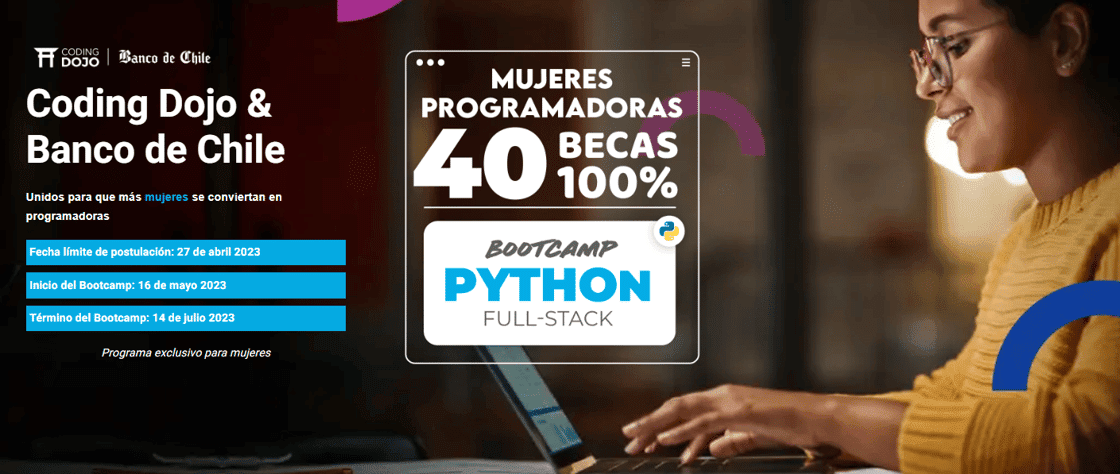 CODING DOJO | Banco de Chile
Coding Dojo &
Banco de Chile
Unidos para que más mujeres se conviertan en
programadoras
Fecha límite de postulación: 27 de abril 2023
Inicio del Bootcamp: 16 de mayo 2023
Término del Bootcamp: 14 de julio 2023
Programa exclusivo para mujeres
MUJERES
PROGRAMADORAS
40 BECAS
100%
BOOTCAMP
PYTHON
FULL-STACK